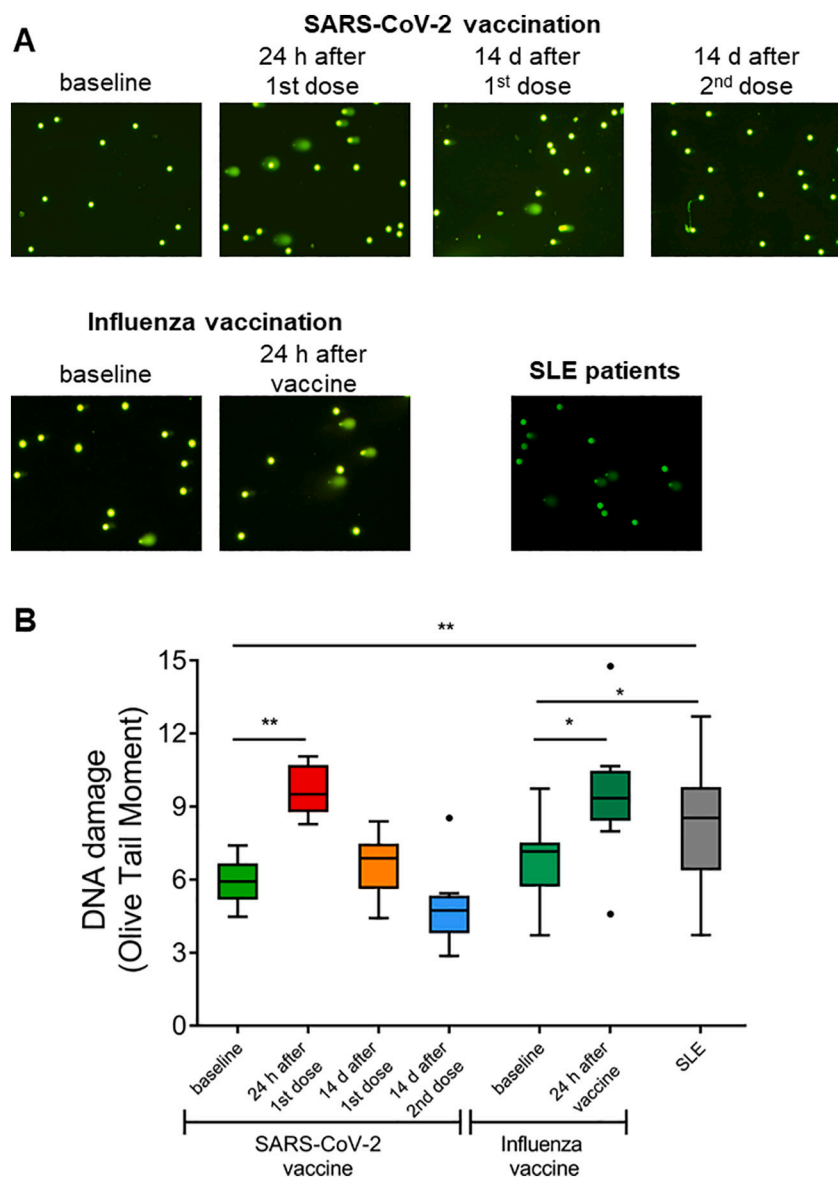 A
SARS-CoV-2 vaccination
baseline
24 h after
1st dose
14 d after
1st dose
14 d after
2nd dose
Influenza vaccination
baseline
24 h after
vaccine
SLE patients
B
DNA damage
(Olive Tail Moment)
15
12
9
6
3
0
**
**
*
*
baseline
24 h after
1st dose
14 d after
1st dose
14 d after
2nd dose
baseline
24 h after
vaccine
SLE
SARS-CoV-2
vaccine
Influenza
vaccine